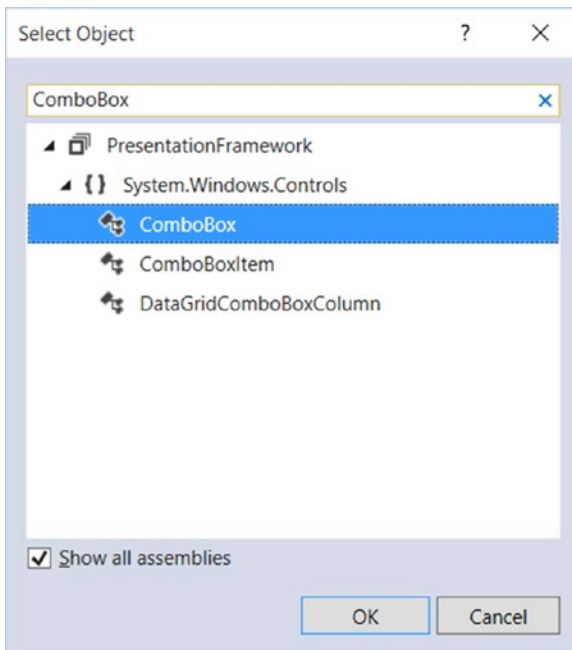 Select Object
ComboBox
PresentationFramework
{} System.Windows.Controls
ComboBox
ComboBoxItem
DataGridComboBoxColumn
Show all assemblies
OK Cancel